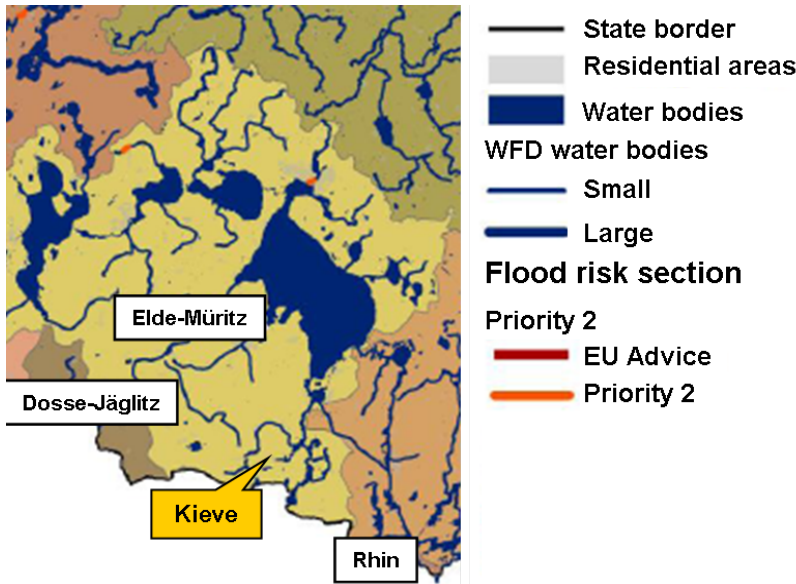 Elde-Müritz
Dosse-Jäglitz
Kieve
Rhin
State border
Residential areas
Water bodies
WFD water bodies
Small
Large
Flood risk section
Priority 2
EU Advice
Priority 2